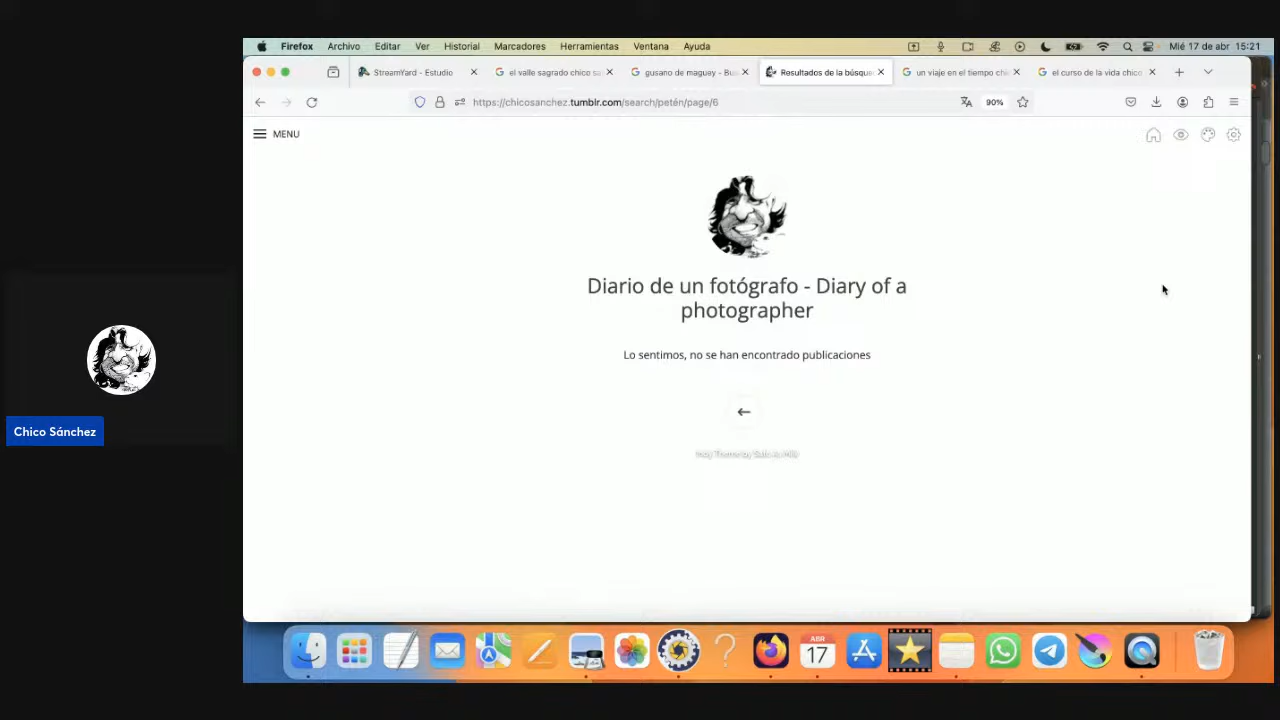 Firefox Archivo Editar Ver Historial Marcadores Herramientas Ventana Ayuda Mié 17 de abr 15:21
StreamYard - Estudio
el valle sagrado chico sa
gusano de maguay - Bus
Resultados de la búsque
un viaje en el tiempo chi
el curso de la vida chico
https://chicosanchez.tumblr.com/search/petén/page/6 90%
MENU
Diario de un fotógrafo - Diary of a
photographer
Lo sentimos, no se han encontrado publicaciones
Chico Sánchez
ABR
17